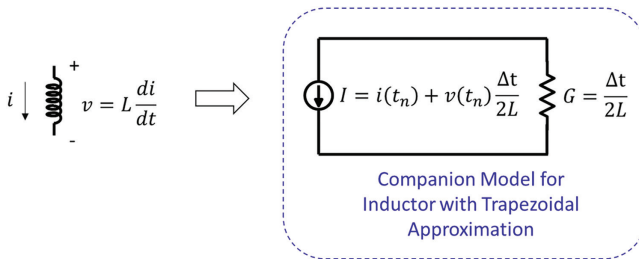 +
i
v = L di/dt
-
I = i(tₙ) + v(tₙ) Δt/2L
G = Δt/2L
Companion Model for
Inductor with Trapezoidal
Approximation